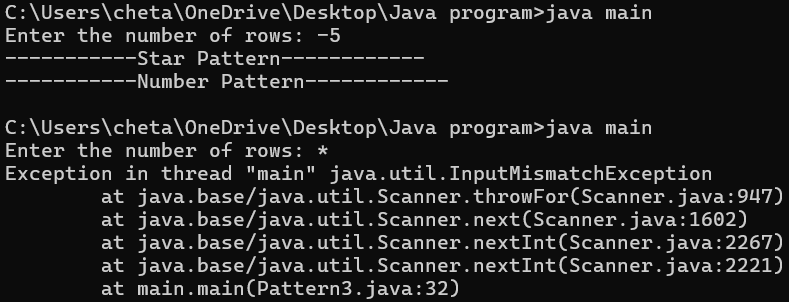 C:\Users\cheta\OneDrive\Desktop\Java program>java main
Enter the number of rows: -5
-----------Star Pattern------------
-----------Number Pattern------------
C:\Users\cheta\OneDrive\Desktop\Java program>java main
Enter the number of rows: *
Exception in thread "main" java.util.InputMismatchException
        at java.base/java.util.Scanner.throwFor(Scanner.java:947)
        at java.base/java.util.Scanner.next(Scanner.java:1602)
        at java.base/java.util.Scanner.nextInt(Scanner.java:2267)
        at java.base/java.util.Scanner.nextInt(Scanner.java:2221)
        at main.main(Pattern3.java:32)